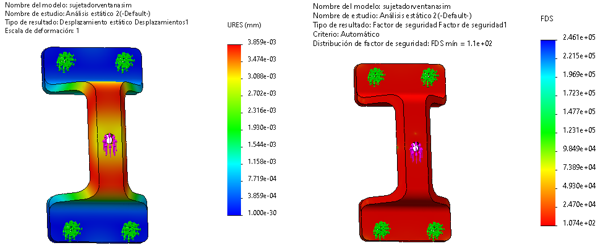 Nombre del modelo: sujetadorventanasim
Nombre de estudio: Análisis estático 2(-Default-)
Tipo de resultado: Desplazamiento estático Desplazamientos1
Escala de deformación: 1
URES (mm)
3.859e-03
3.474e-03
3.088e-03
2.702e-03
2.316e-03
1.930e-03
1.544e-03
1.158e-03
7.719e-04
3.859e-04
1.000e-30
Nombre del modelo: sujetadorventanasim
Nombre de estudio: Análisis estático 2(-Default-)
Tipo de resultado: Factor de seguridad Factor de seguridad1
Criterio: Automático
Distribución de factor de seguridad: FDS mín = 1.1e+02
FDS
2.461e+05
2.215e+05
1.969e+05
1.723e+05
1.477e+05
1.231e+05
9.849e+04
7.390e+04
4.930e+04
2.470e+04
1.074e+02